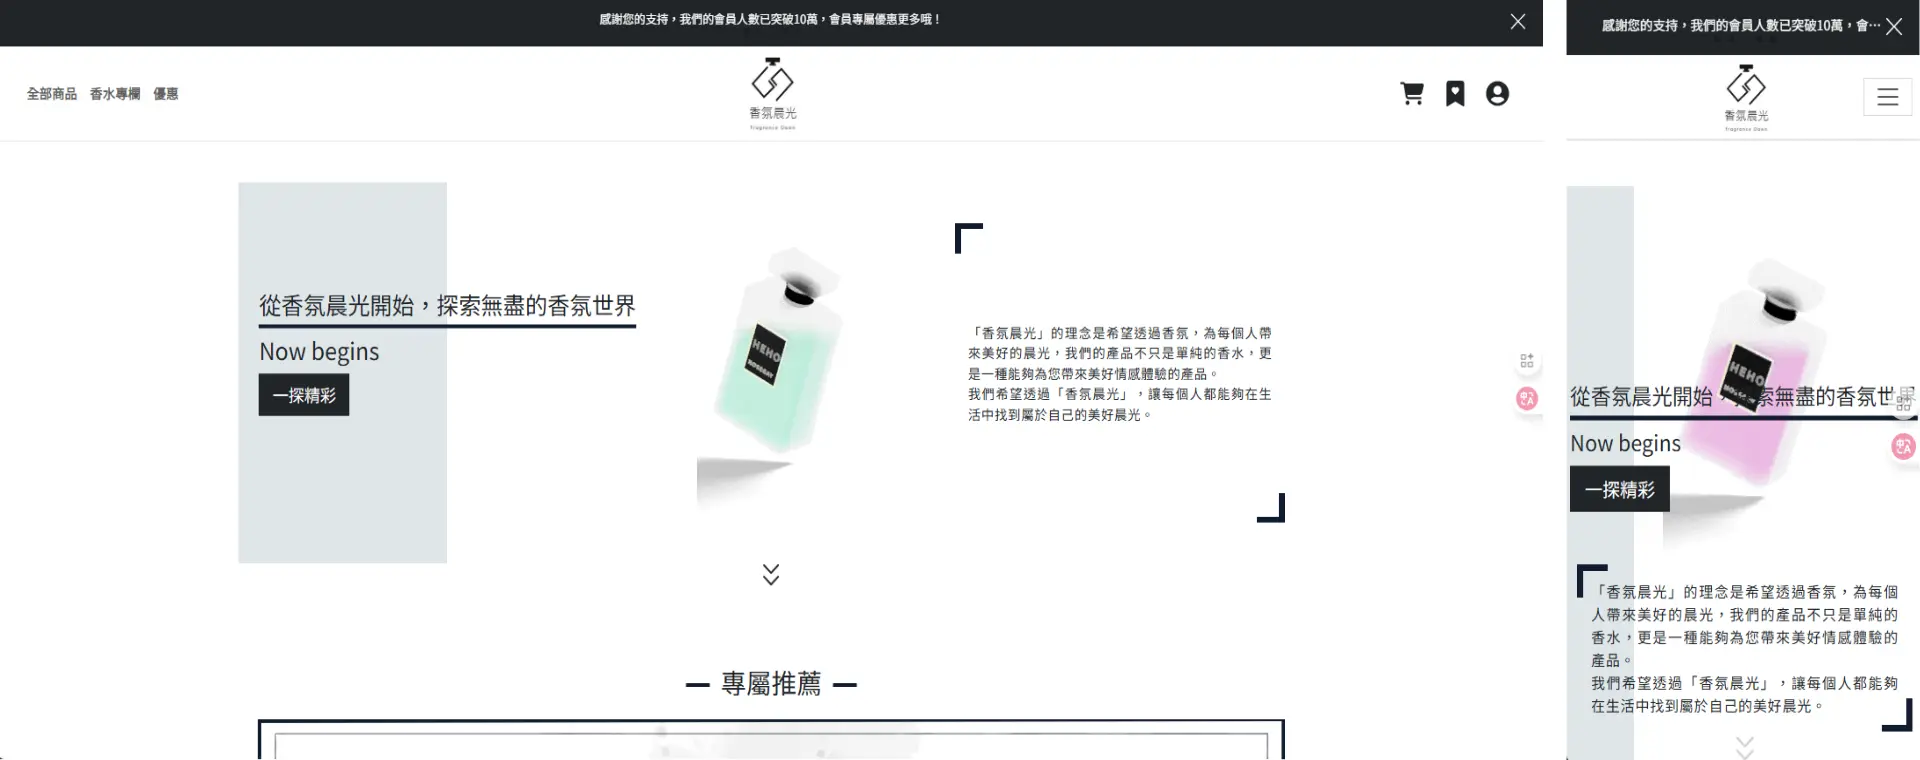 感謝您的支持，我們的會員人數已突破10萬，會員專屬優惠更多哦！
全部商品 香水專欄 優惠
香氛晨光
Fragrance Dawn
從香氛晨光開始，探索無盡的香氛世界
Now begins
一探精彩
HEHO
「香氛晨光」的理念是希望透過香氛，為每個人帶
來美好的晨光，我們的產品不只是單純的香水，更
是一種能夠為您帶來美好情感體驗的產品。
我們希望透過「香氛晨光」，讓每個人都能夠在生
活中找到屬於自己的美好晨光。
專屬推薦
感謝您的支持，我們的會員人數已突破10萬，會…
香氛晨光
Fragrance Dawn
從香氛晨光開始，探索無盡的香氛世界
Now begins
一探精彩
HEHO
「香氛晨光」的理念是希望透過香氛，為每個
人帶來美好的晨光，我們的產品不只是單純的
香水，更是一種能夠為您帶來美好情感體驗的
產品。
我們希望透過「香氛晨光」，讓每個人都能夠
在生活中找到屬於自己的美好晨光。